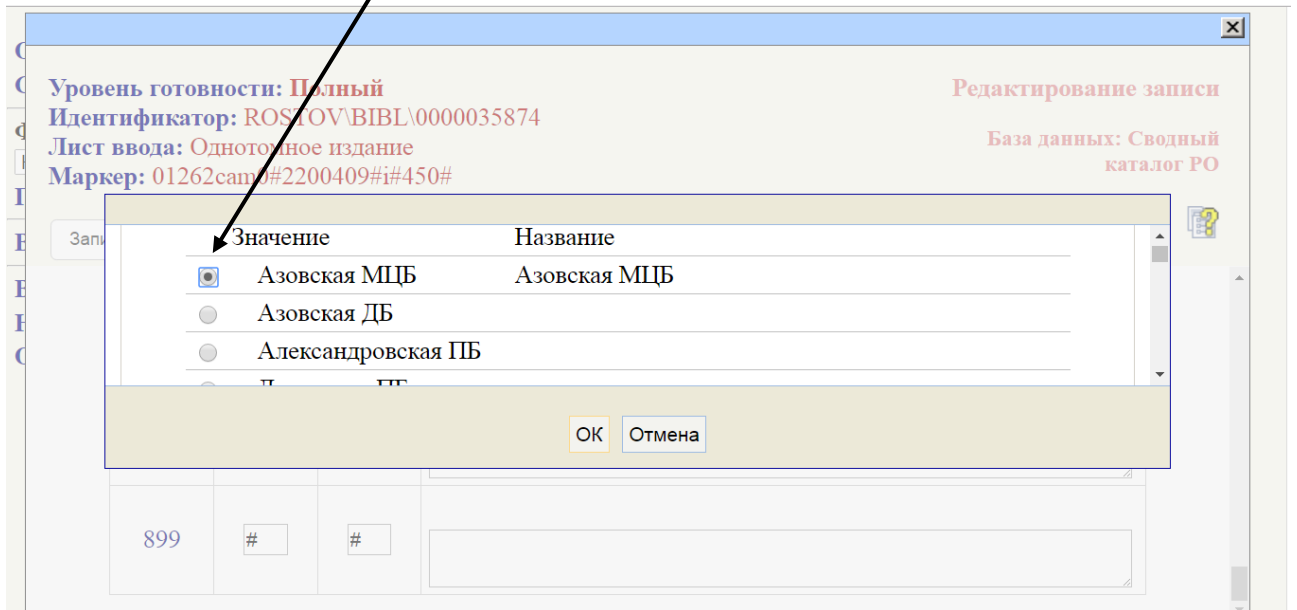 Уровень готовности: Полный
Редактирование записи
Идентификатор: ROSTOV\BIBL\0000035874
База данных: Сводный
каталог РО
Лист ввода: Однотомное издание
Маркер: 01262cam0#2200409#i#450#
Значение Название
Азовская МЦБ Азовская МЦБ
Азовская ДБ
Александровская ПБ
ОК Отмена
899 # #